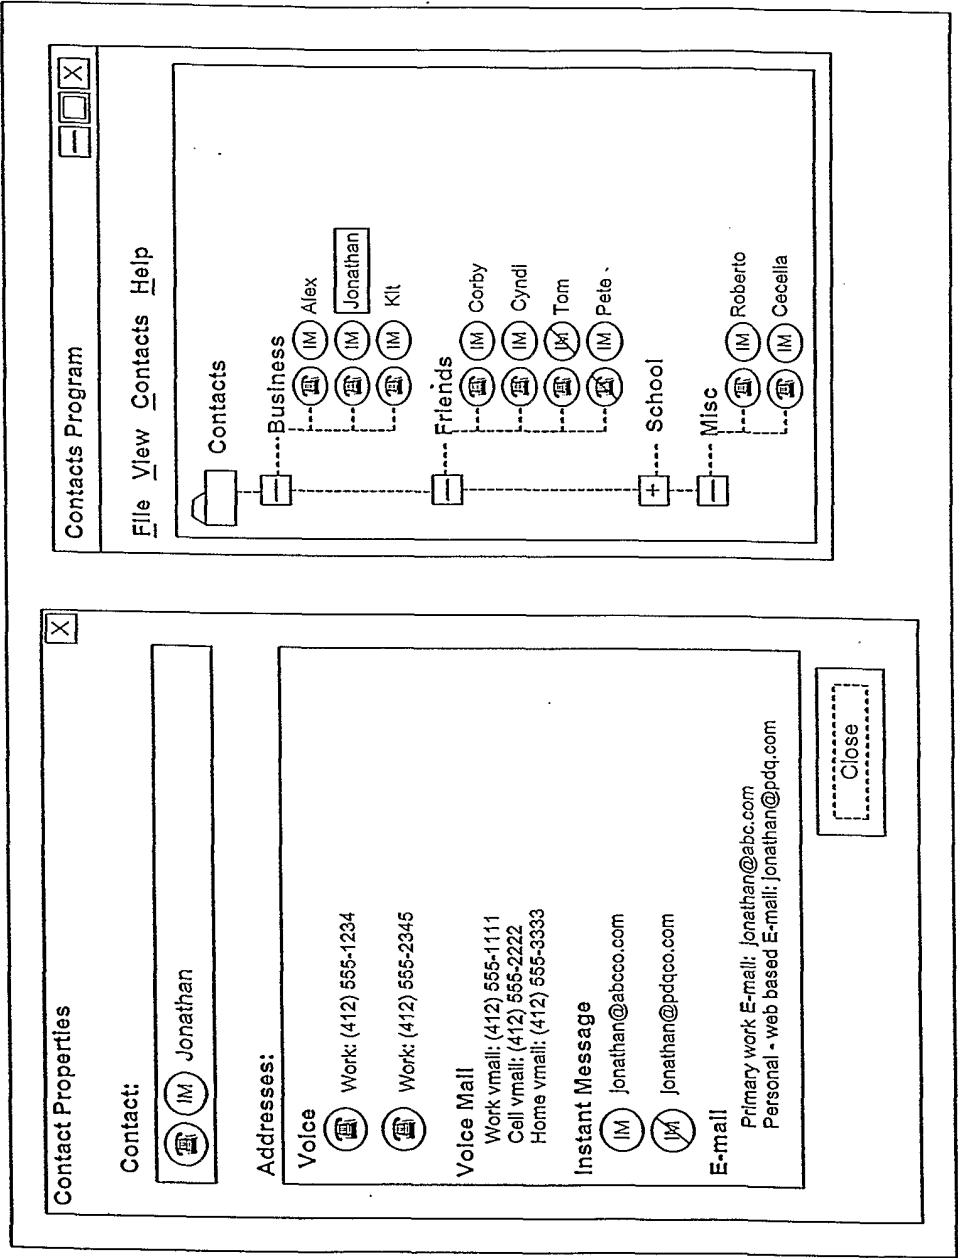 Contact Properties
X
Contact:
IM Jonathan
Addresses:
Voice
Work: (412) 555-1234
Work: (412) 555-2345
Voice Mail
Work vmail: (412) 555-1111
Cell vmail: (412) 555-2222
Home vmail: (412) 555-3333
Instant Message
IM jonathan@abcco.com
IM jonathan@pdqco.com
E-mail
Primary work E-mail: jonathan@abc.com
Personal - web based E-mail: jonathan@pdq.com
Close
Contacts Program
X
File View Contacts Help
Contacts
Business
IM Alex
IM Jonathan
IM Kit
Friends
IM Corby
IM Cyndi
IM Tom
IM Pete
+ School
Misc
IM Roberto
IM Cecelia